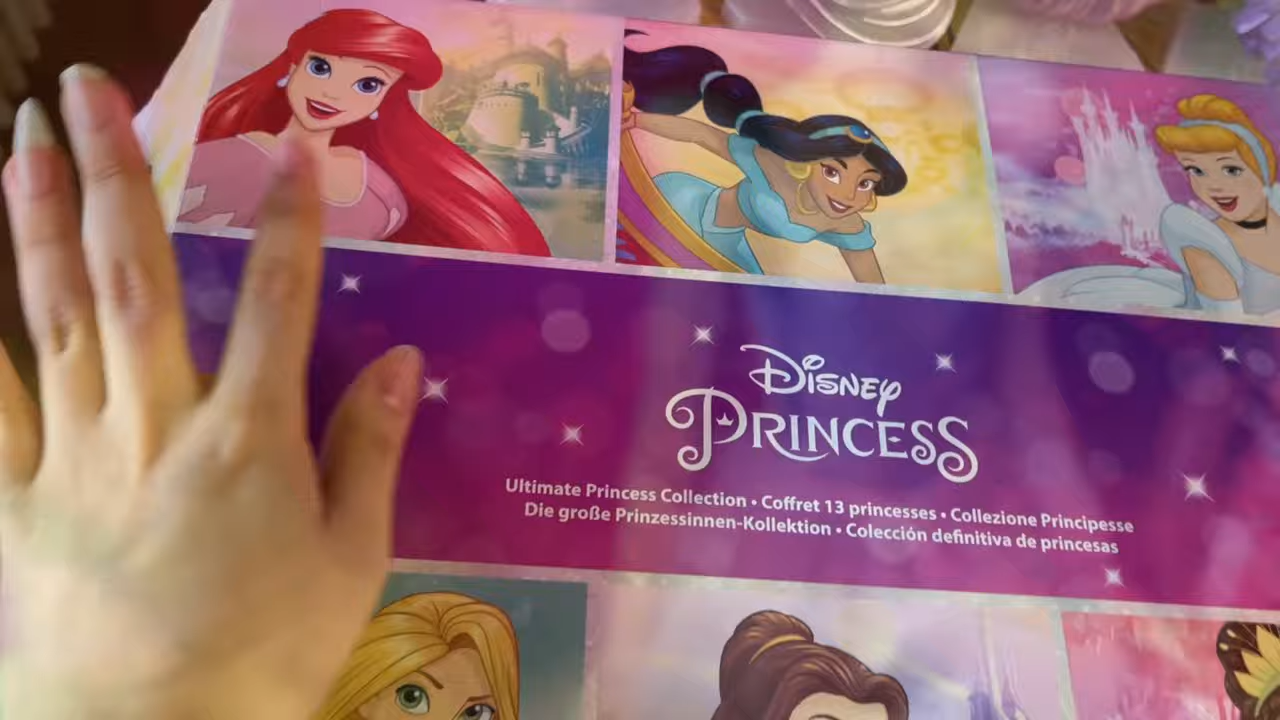 Disney
Princess
Ultimate Princess Collection • Coffret 13 princesses • Collezione Principesse
Die große Prinzessinnen-Kollektion • Colección definitiva de princesas